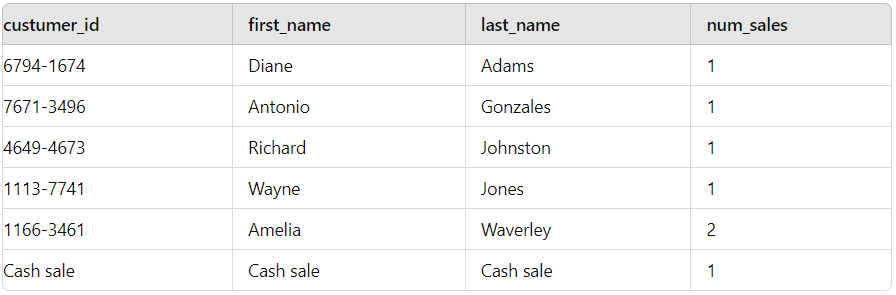 custumer_id first_name last_name num_sales
6794-1674 Diane Adams 1
7671-3496 Antonio Gonzales 1
4649-4673 Richard Johnston 1
1113-7741 Wayne Jones 1
1166-3461 Amelia Waverley 2
Cash sale Cash sale Cash sale 1